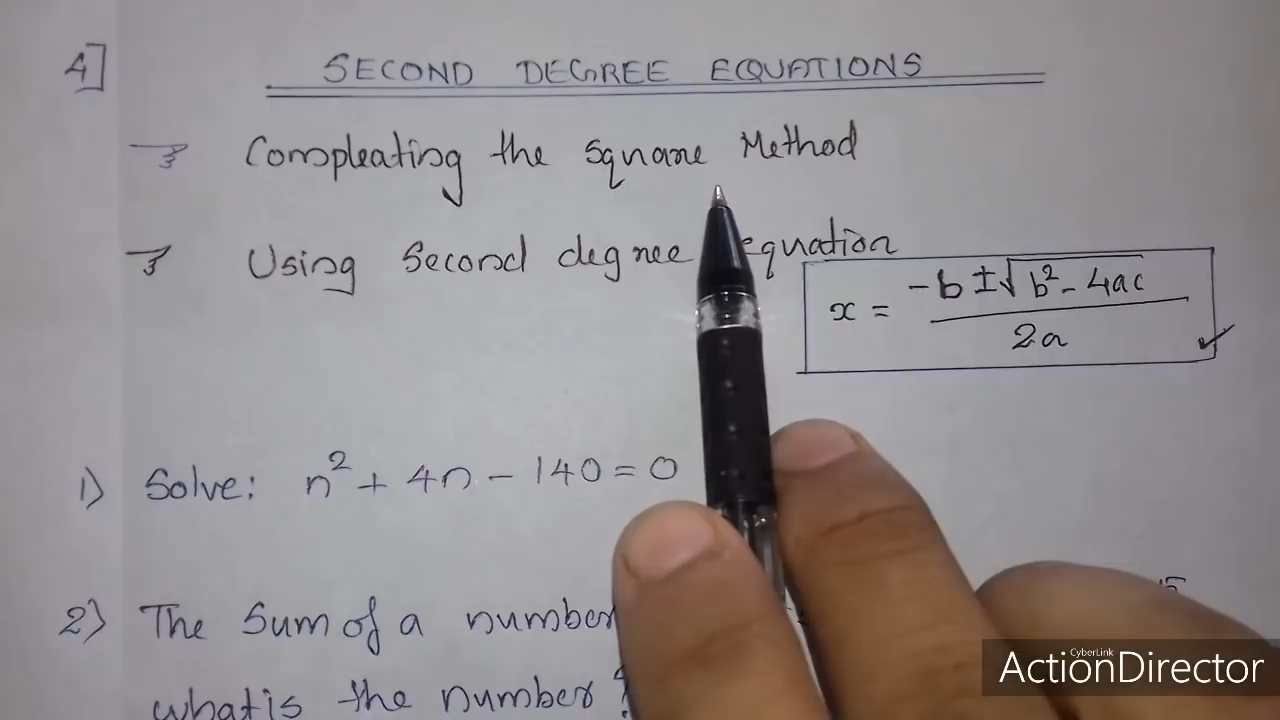 4] SECOND DEGREE EQUATIONS
Compleating the square Method
Using Second degree equation
x = -b ± √b² - 4ac / 2a
1) Solve: n² + 4n - 140 = 0
2) The Sum of a number
what is the number?
CyberLink
ActionDirector